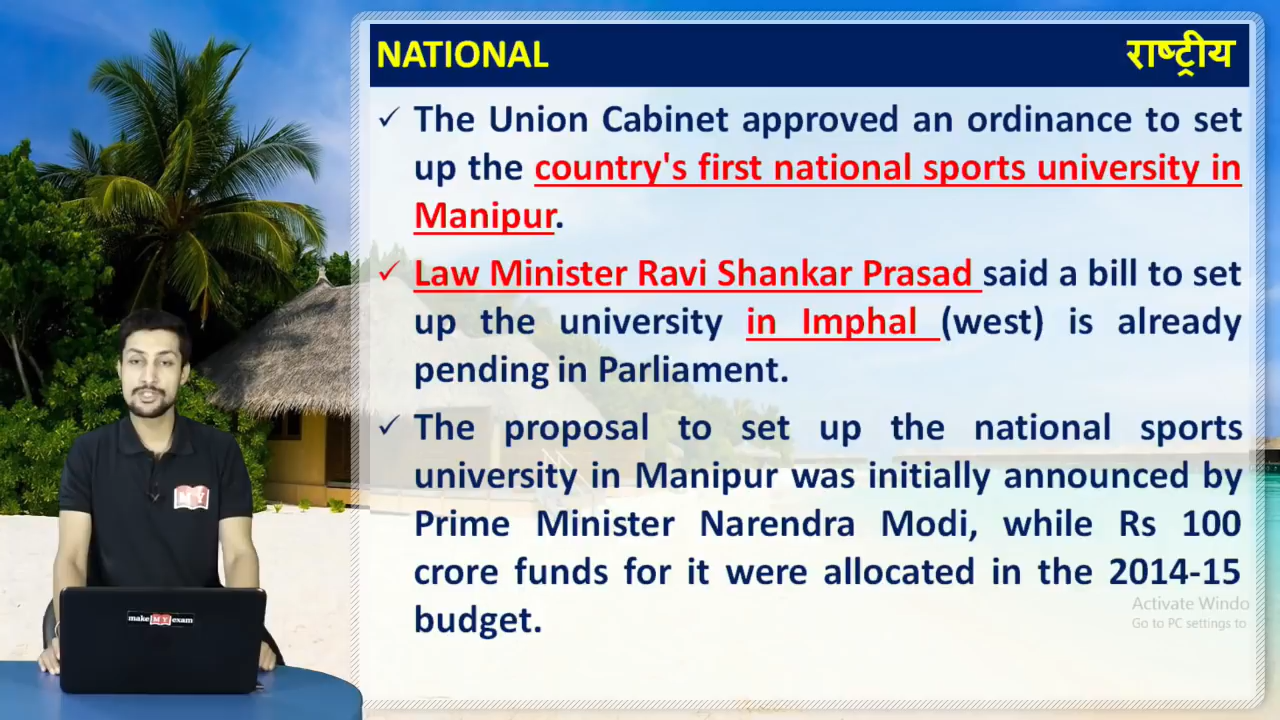 NATIONAL राष्ट्रीय
✓ The Union Cabinet approved an ordinance to set
up the country's first national sports university in
Manipur.
✓ Law Minister Ravi Shankar Prasad said a bill to set
up the university in Imphal (west) is already
pending in Parliament.
✓ The proposal to set up the national sports
university in Manipur was initially announced by
Prime Minister Narendra Modi, while Rs 100
crore funds for it were allocated in the 2014-15
budget.
Activate Windo
Go to PC settings to
MY
make MY exam